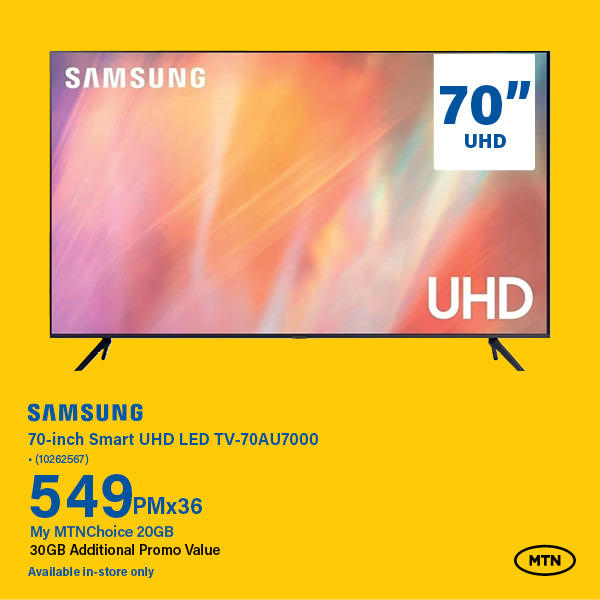 SAMSUNG
70"
UHD
UHD
SAMSUNG
70-inch Smart UHD LED TV-70AU7000
• (10262567)
549PMx36
My MTNChoice 20GB
30GB Additional Promo Value
Available in-store only
MTN